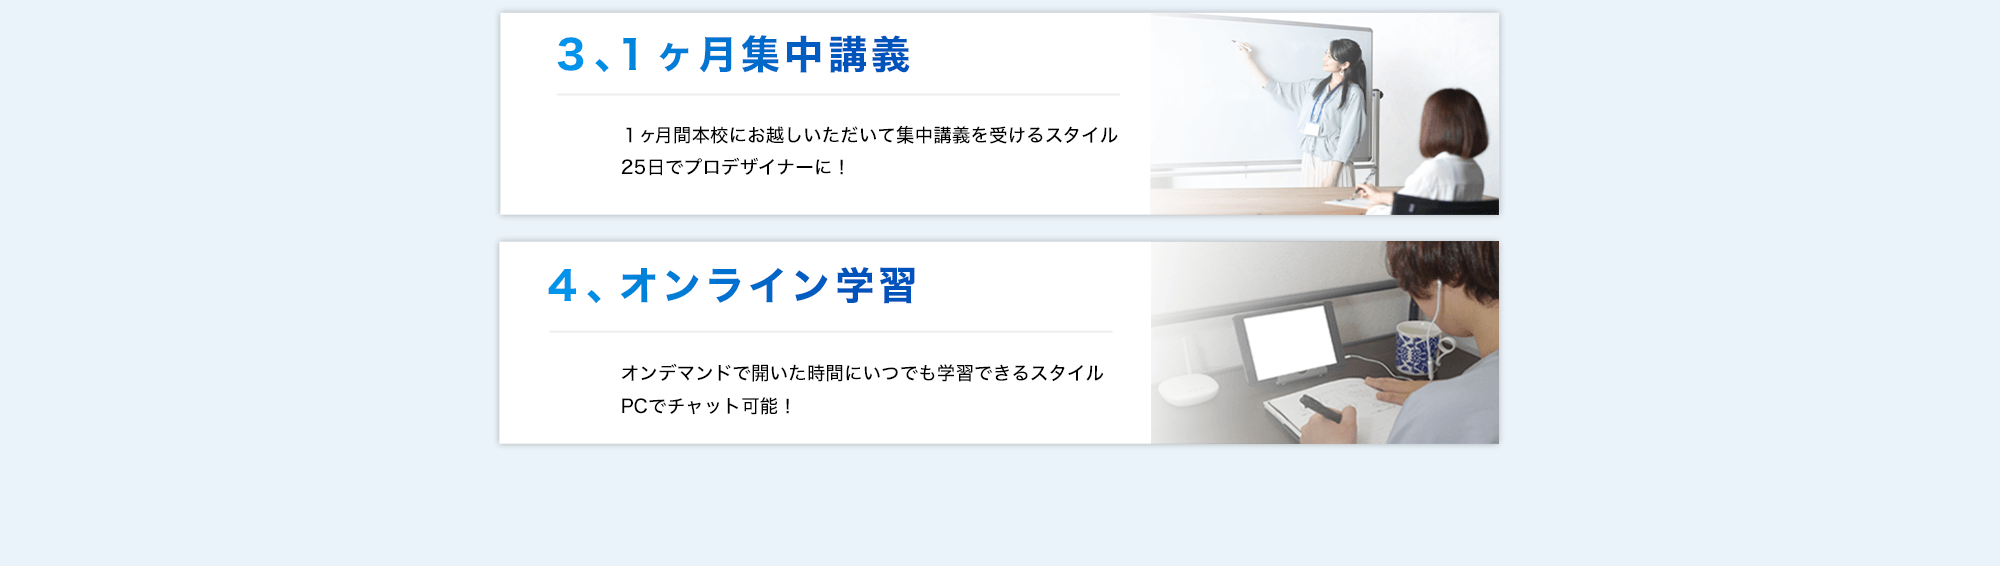 ３、１ヶ月集中講義
１ヶ月間本校にお越しいただいて集中講義を受けるスタイル
25日でプロデザイナーに！
４、オンライン学習
オンデマンドで開いた時間にいつでも学習できるスタイル
PCでチャット可能！